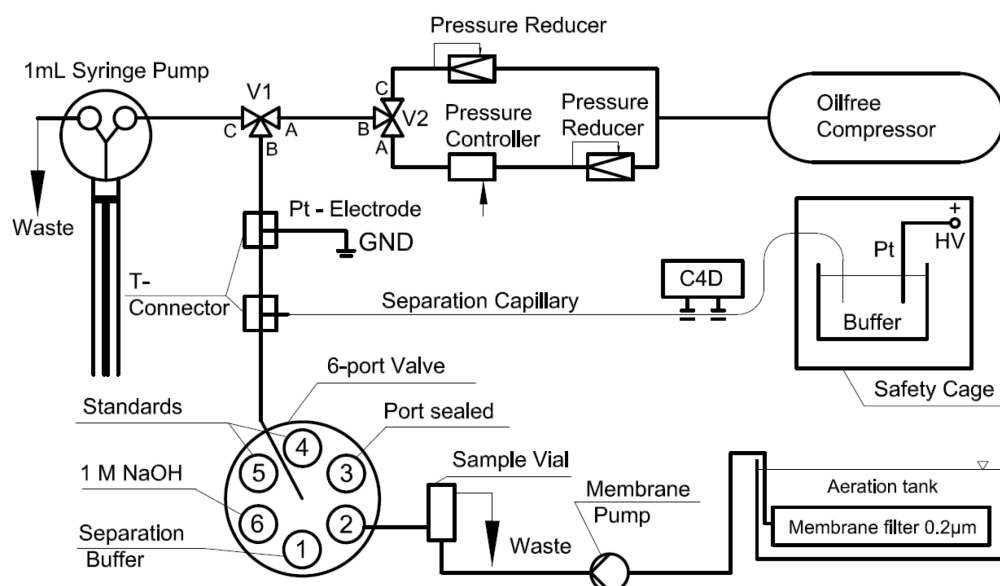 Pressure Reducer
1mL Syringe Pump
V1
C
A
B
C
B
V2
A
Pressure
Controller
Pressure
Reducer
Oilfree
Compressor
Waste
Pt - Electrode
GND
T-
Connector
C4D
Separation Capillary
+
HV
Pt
Buffer
Safety Cage
6-port Valve
Standards
Port sealed
1 M NaOH
Separation
Buffer
4
5
3
6
2
1
Sample Vial
Waste
Membrane
Pump
Aeration tank
Membrane filter 0.2µm